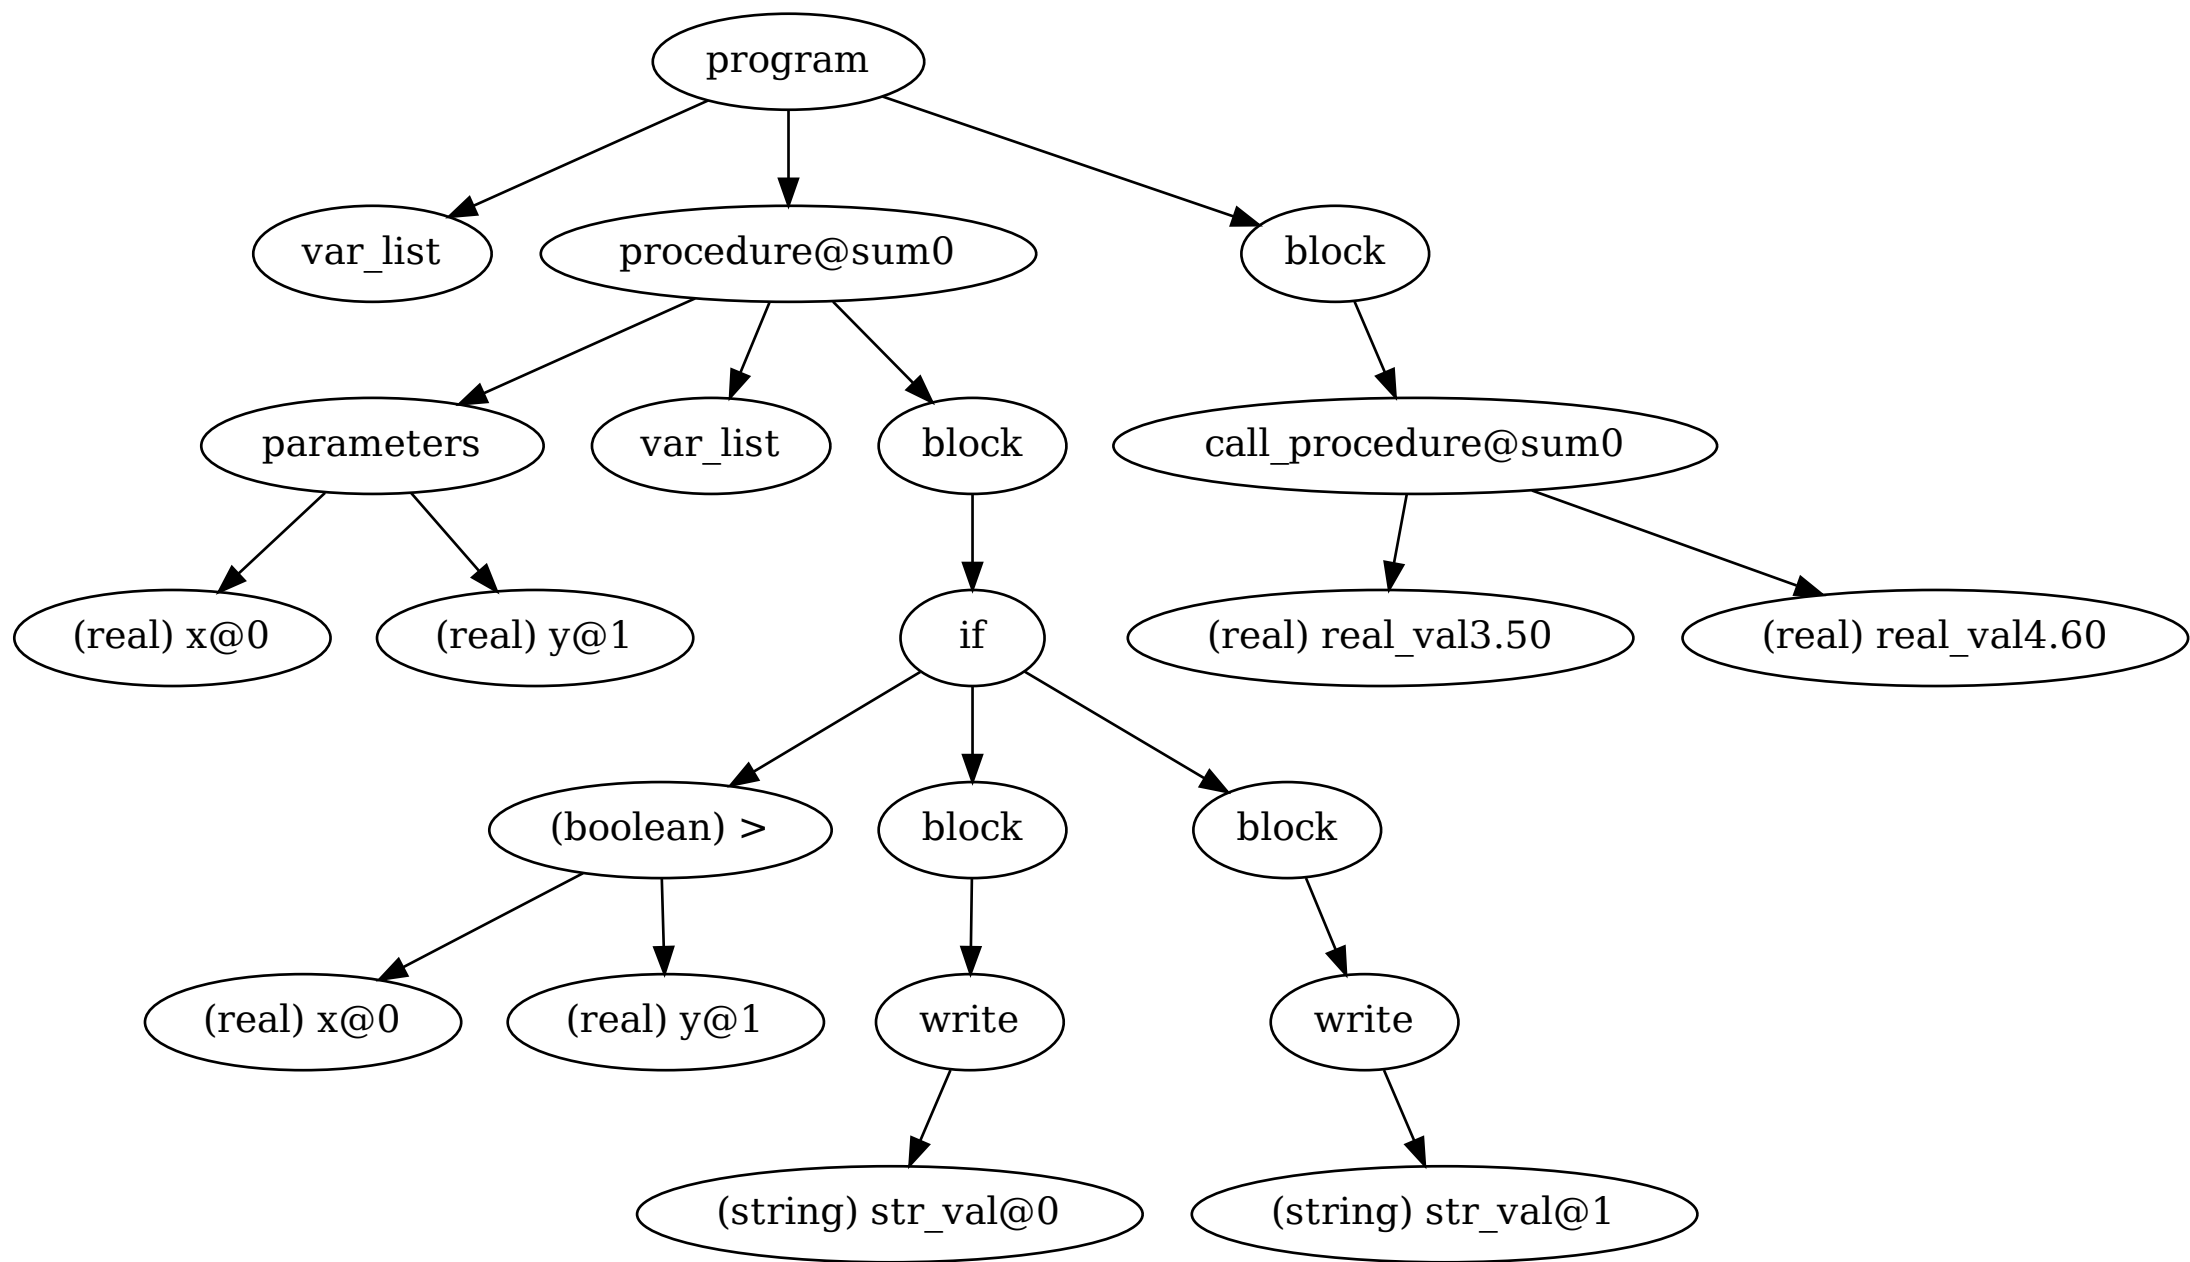 program
var_list
procedure@sum0
block
parameters
var_list
block
call_procedure@sum0
(real) x@0
(real) y@1
if
(real) real_val3.50
(real) real_val4.60
(boolean) >
block
block
(real) x@0
(real) y@1
write
write
(string) str_val@0
(string) str_val@1